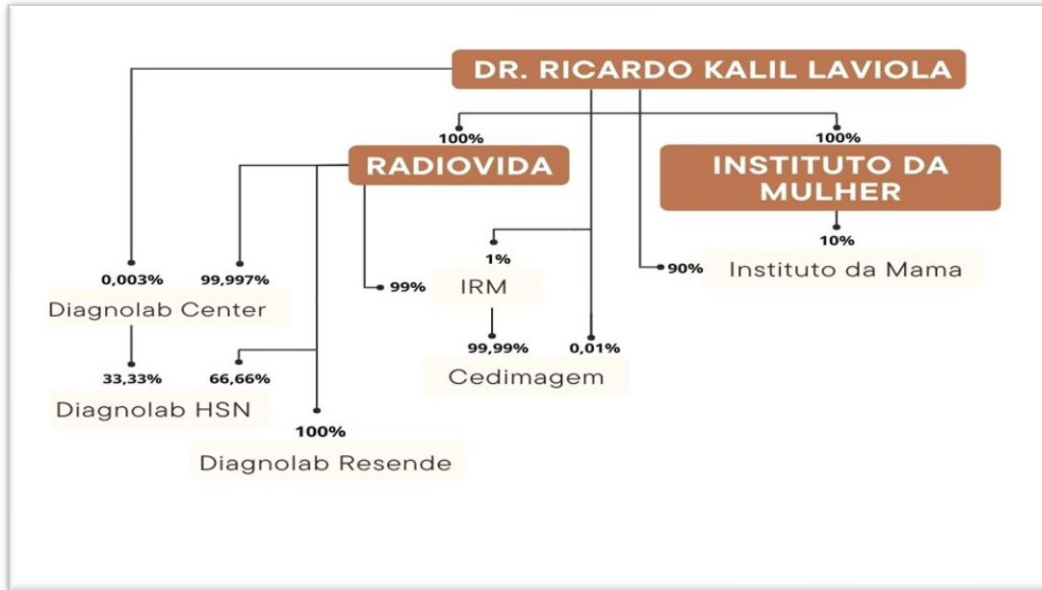 DR. RICARDO KALIL LAVIOLA
100%
100%
RADIOVIDA
INSTITUTO DA
MULHER
10%
0,003%
99,997%
99%
1%
90%
Instituto da Mama
Diagnolab Center
IRM
33,33%
66,66%
99,99%
0,01%
Diagnolab HSN
Cedimagem
100%
Diagnolab Resende